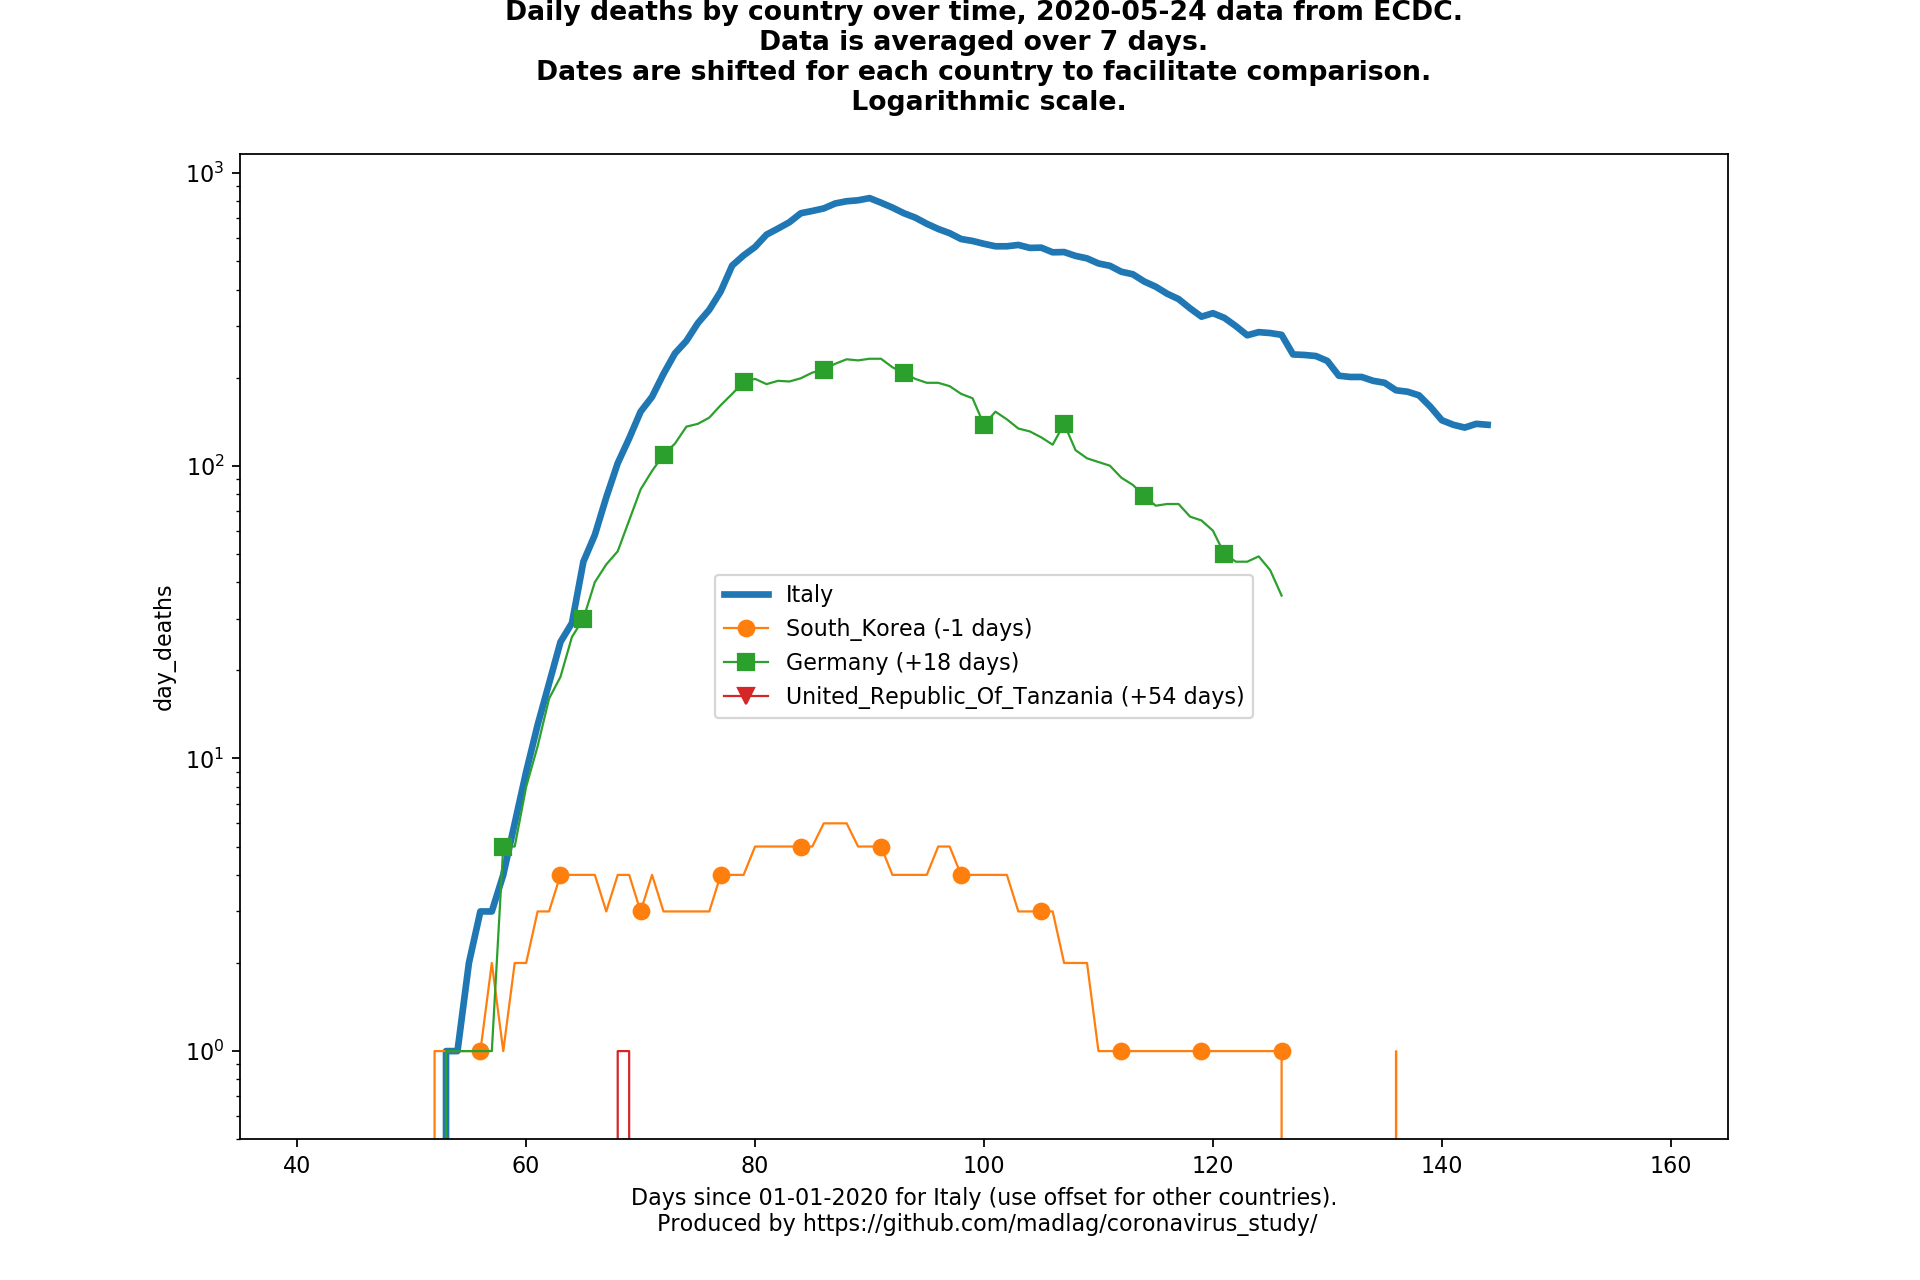 Daily deaths by country over time, 2020-05-24 data from ECDC.
Data is averaged over 7 days.
Dates are shifted for each country to facilitate comparison.
Logarithmic scale.
10³
10²
10¹
10⁰
day_deaths
Italy
South_Korea (-1 days)
Germany (+18 days)
United_Republic_Of_Tanzania (+54 days)
40 60 80 100 120 140 160
Days since 01-01-2020 for Italy (use offset for other countries).
Produced by https://github.com/madlag/coronavirus_study/